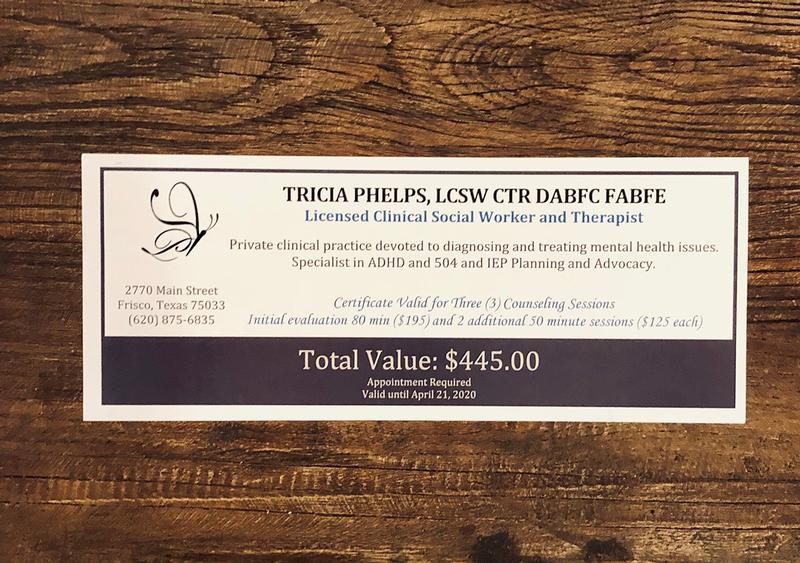 TRICIA PHELPS, LCSW CTR DABFC FABFE
Licensed Clinical Social Worker and Therapist
Private clinical practice devoted to diagnosing and treating mental health issues.
Specialist in ADHD and 504 and IEP Planning and Advocacy.
2770 Main Street
Frisco, Texas 75033
(620) 875-6835
Certificate Valid for Three (3) Counseling Sessions
Initial evaluation 80 min ($195) and 2 additional 50 minute sessions ($125 each)
Total Value: $445.00
Appointment Required
Valid until April 21, 2020